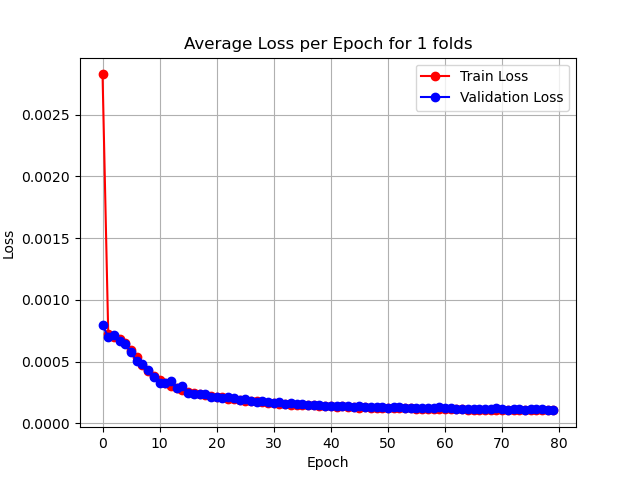 Average Loss per Epoch for 1 folds
Train Loss
Validation Loss
0.0025
0.0020
0.0015
0.0010
0.0005
0.0000
Loss
0 10 20 30 40 50 60 70 80
Epoch